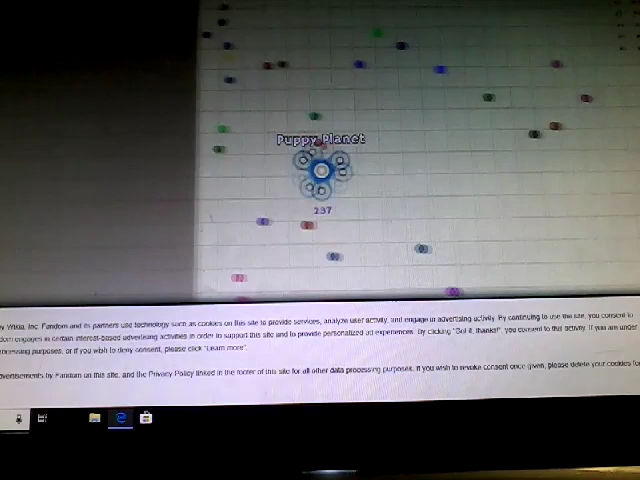 Puppy Planet
237
by Wikia, Inc. Fandom and its partners use technology such as cookies on this site to provide services, analyze user activity, and engage in advertising activity. By continuing to use the site, you consent to
dom engages in certain interest-based advertising activities in order to support this site and to provide personalized ad experiences. By clicking "Got it, thanks!", you consent to this activity. If you are under
processing purposes, or if you wish to deny consent, please click "Learn more".
dvertisements by Fandom on this site, and the Privacy Policy linked in the footer of this site for all other data processing purposes. If you wish to revoke consent once given, please delete your cookies for